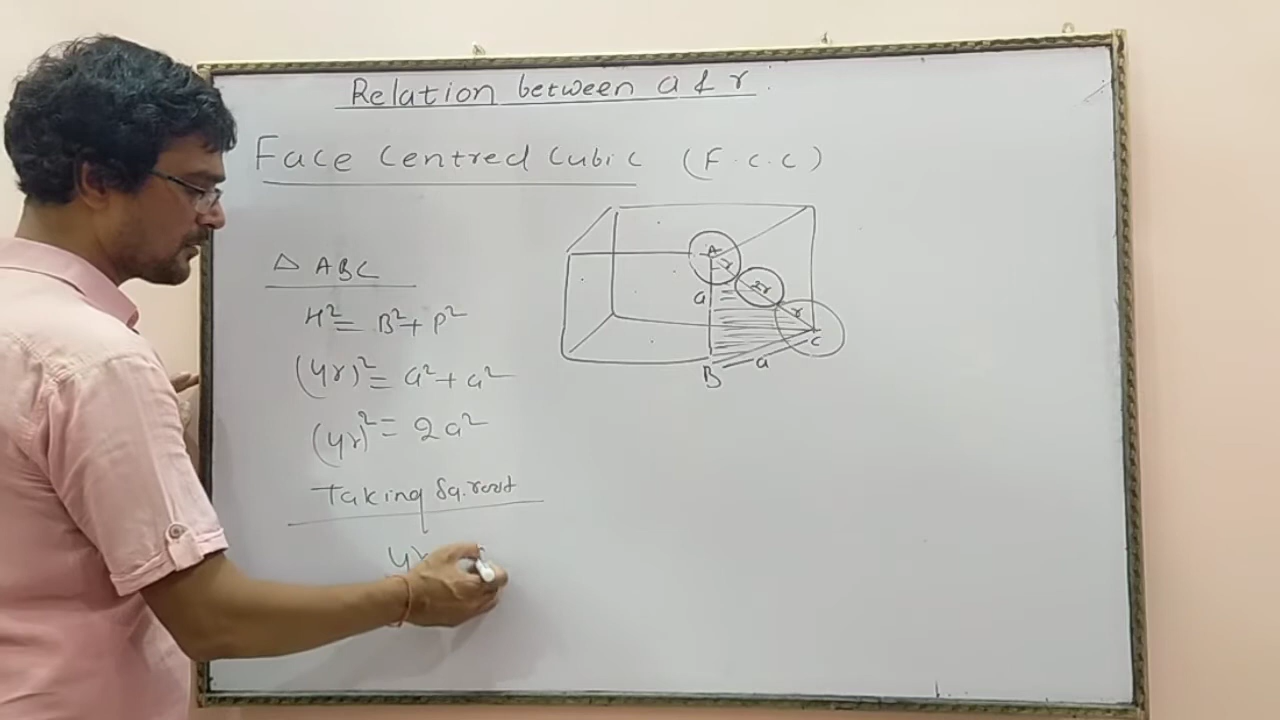 Relation between a & r
Face Centred Cubic (F.C.C)
△ ABC
H² = B² + P²
(4r)² = a² + a²
(4r)² = 2a²
Taking Sq. root
4r
A
r
2r
r
a
C
B
a